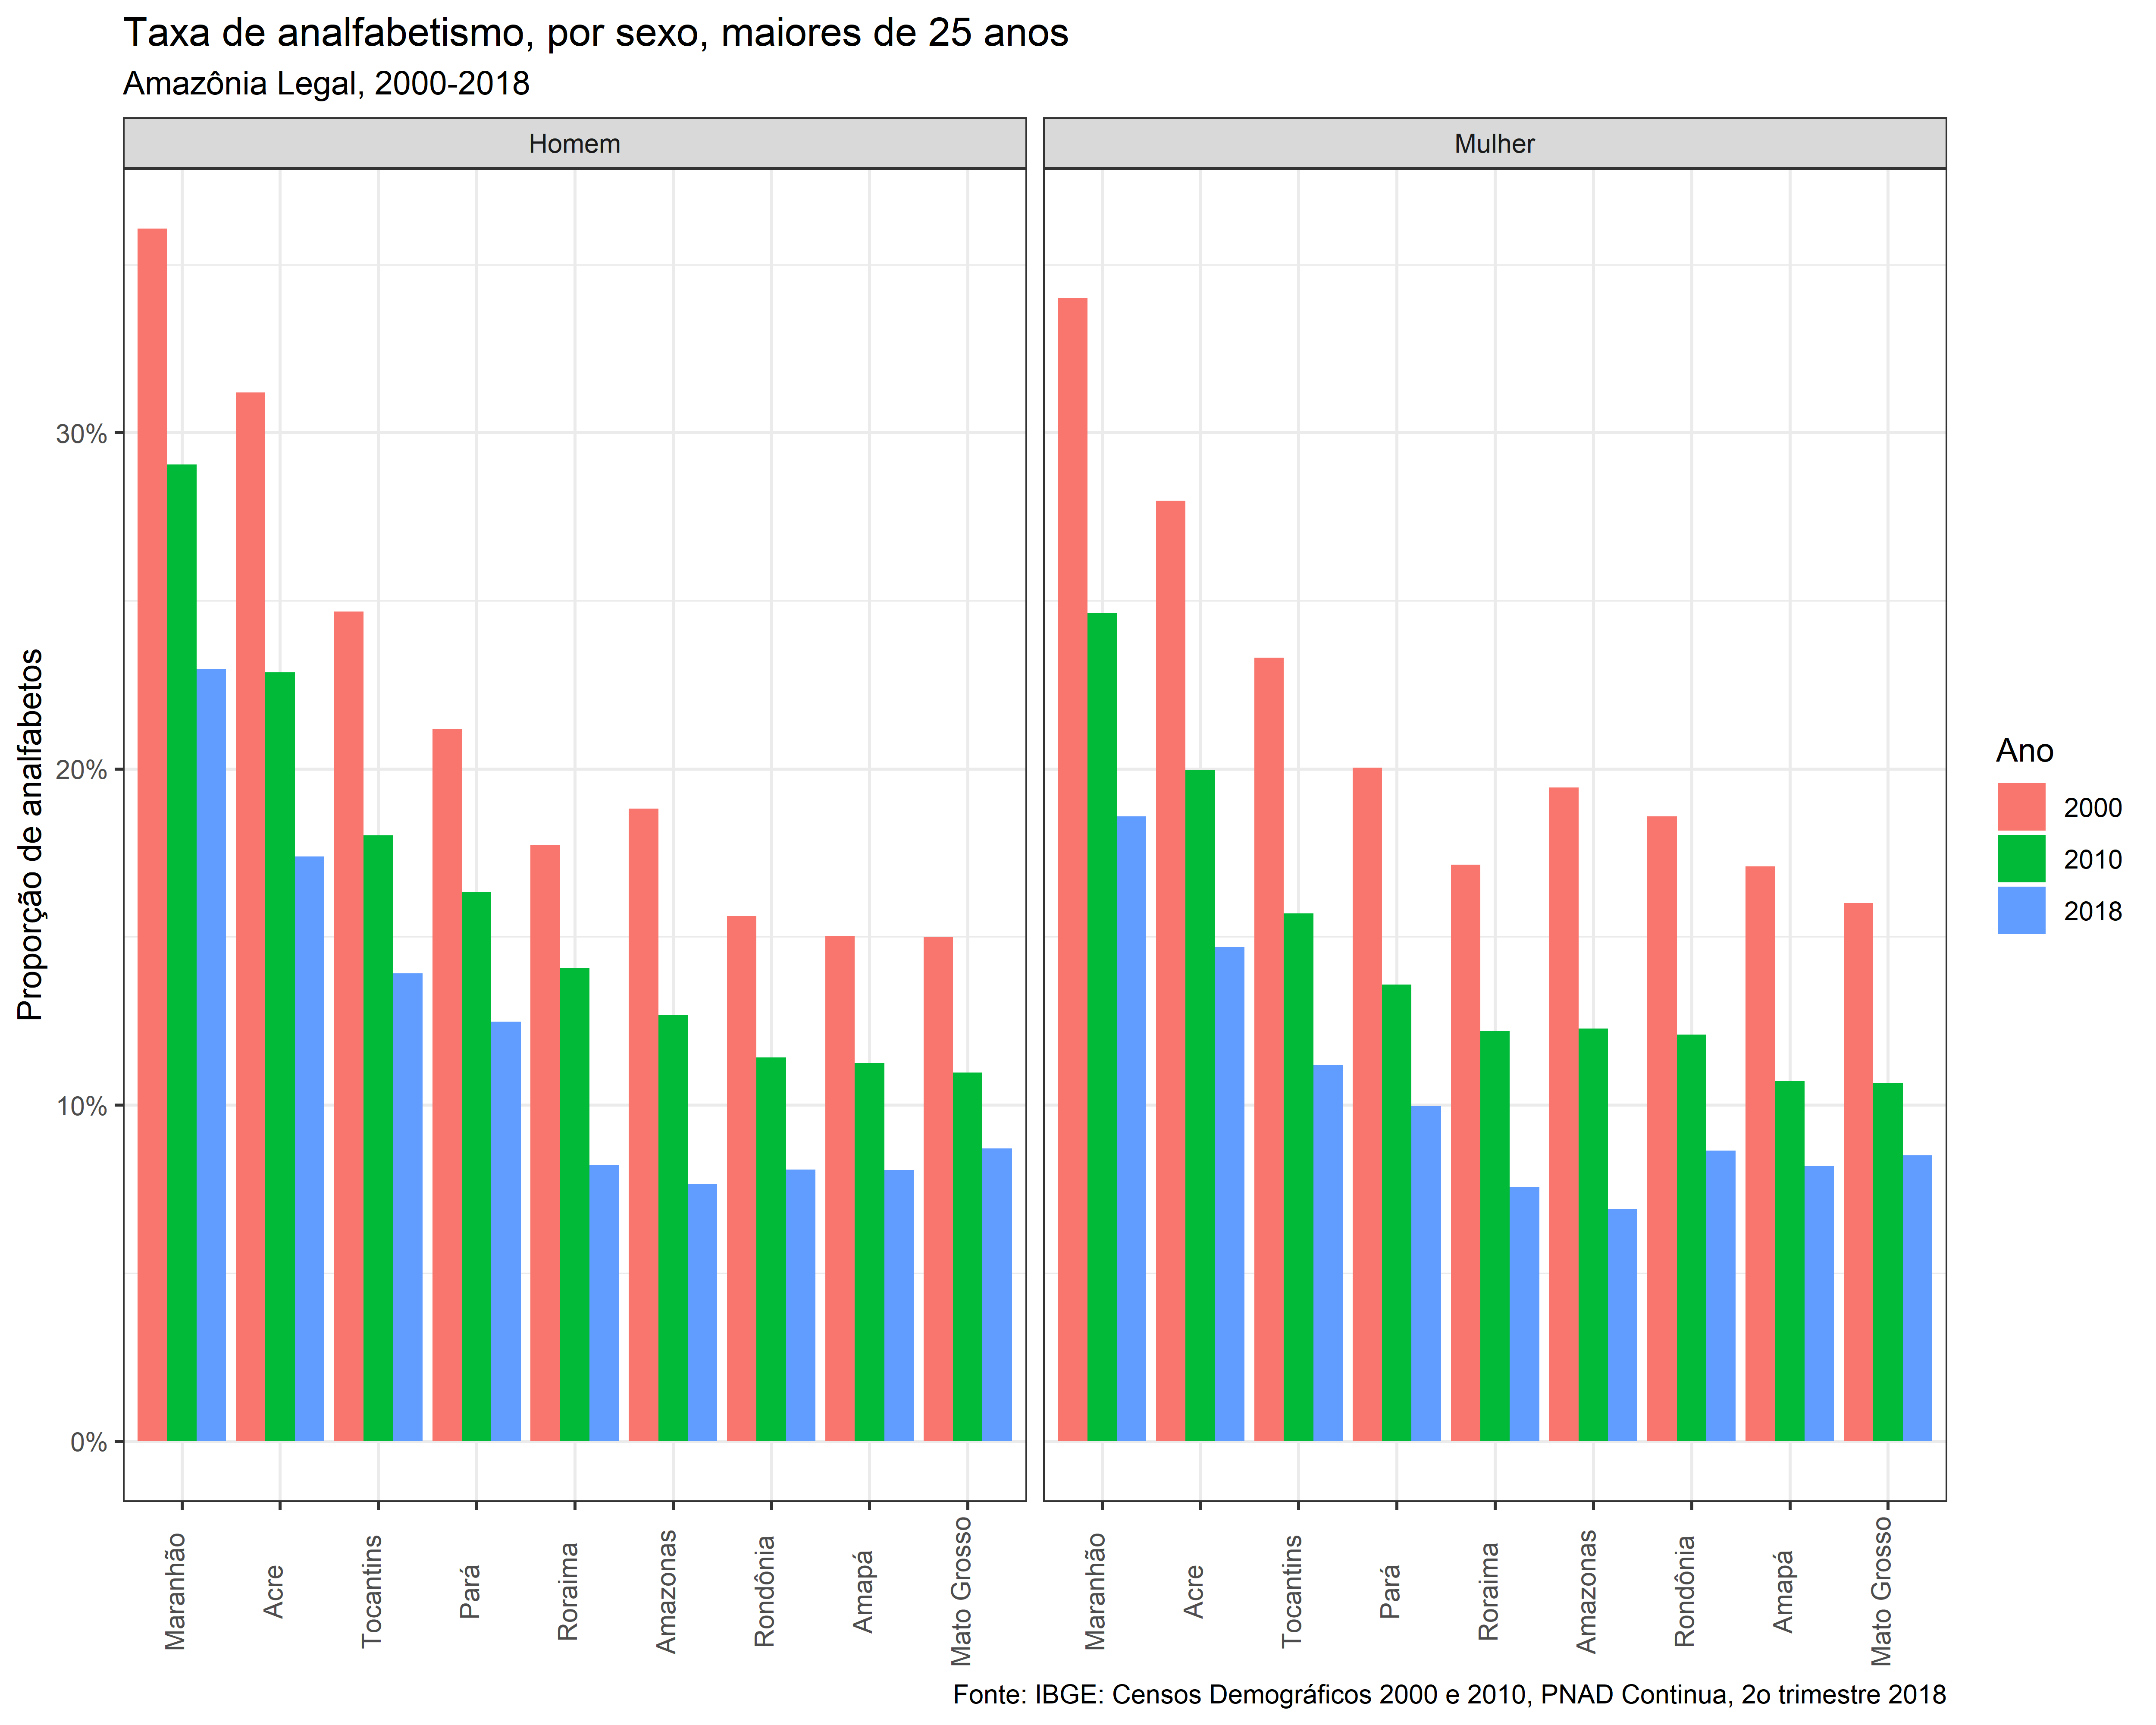 Taxa de analfabetismo, por sexo, maiores de 25 anos
Amazônia Legal, 2000-2018
Homem
Mulher
Proporção de analfabetos
30%
20%
10%
0%
Maranhão
Acre
Tocantins
Pará
Roraima
Amazonas
Rondônia
Amapá
Mato Grosso
Maranhão
Acre
Tocantins
Pará
Roraima
Amazonas
Rondônia
Amapá
Mato Grosso
Ano
2000
2010
2018
Fonte: IBGE: Censos Demográficos 2000 e 2010, PNAD Continua, 2o trimestre 2018